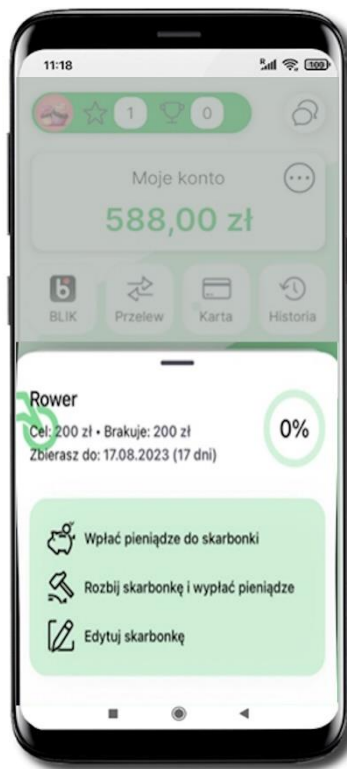 11:18
R
100
1
0
Moje konto
588,00 zł
BLIK
Przelew
Karta
Historia
Rower
0%
Cel: 200 zł • Brakuje: 200 zł
Zbierasz do: 17.08.2023 (17 dni)
Wpłać pieniądze do skarbonki
Rozbij skarbonkę i wypłać pieniądze
Edytuj skarbonkę